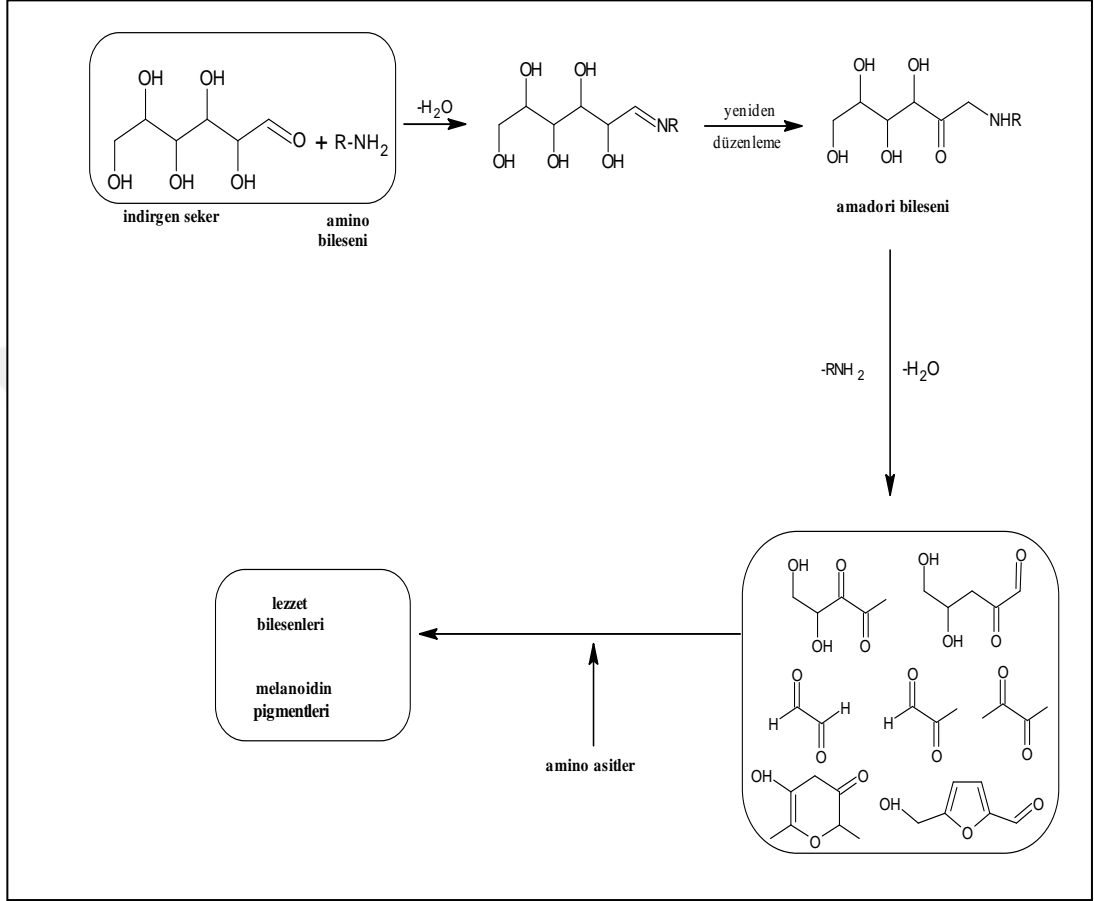 OH OH
O + R-NH2
OH OH OH
indirgen seker
amino
bileseni
-H2O
OH OH
NR
OH OH OH
yeniden
düzenleme
OH OH
NHR
OH OH O
amadori bileseni
-RNH2 -H2O
OH O
OH O
OH O
OH O
O
H H
O
O
H
O
O
O
OH O
O
OH O
O
amino asitler
lezzet
bilesenleri
melanoidin
pigmentleri